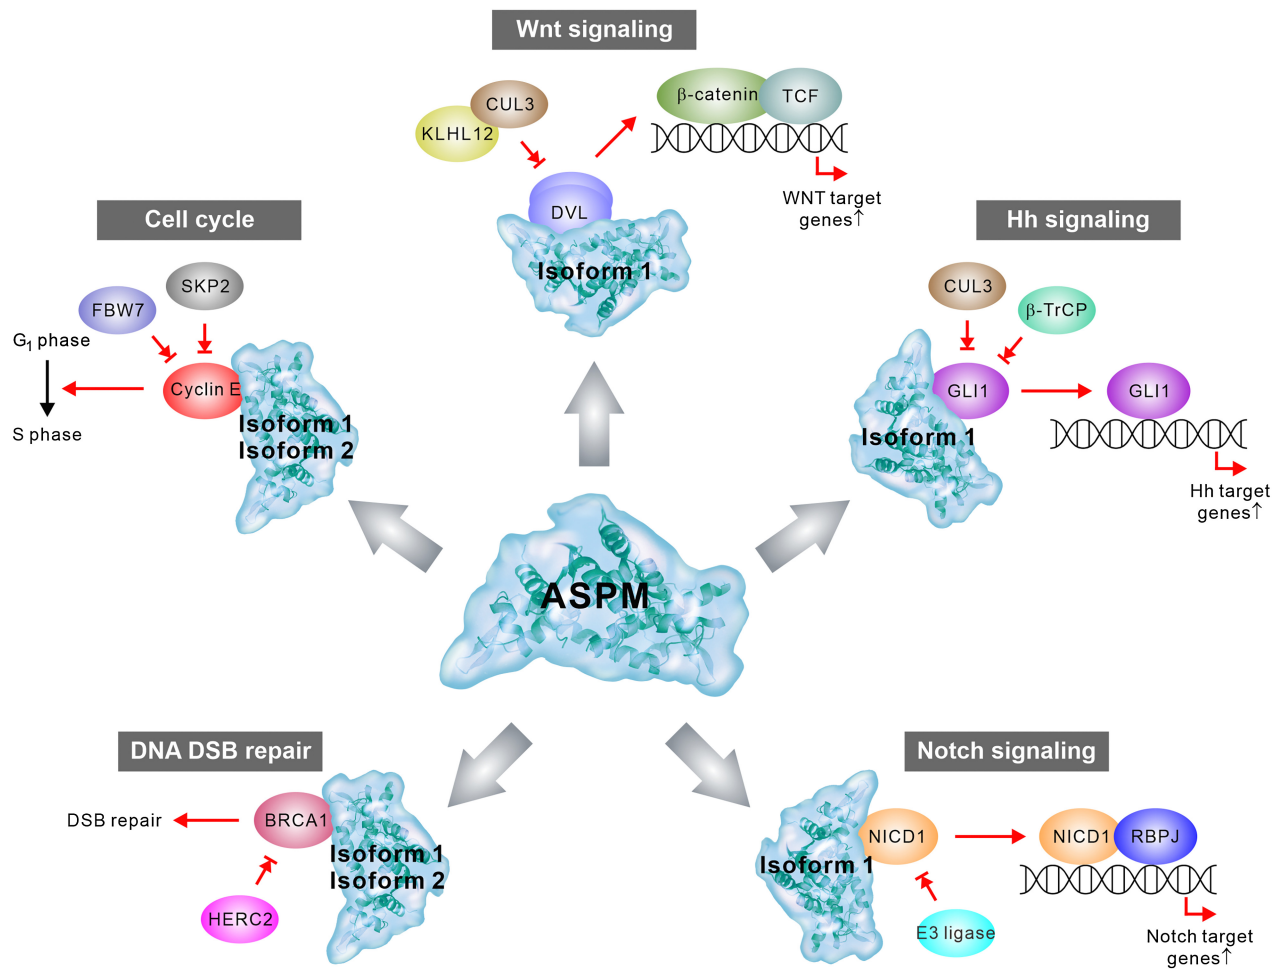 Wnt signaling
CUL3
KLHL12
β-catenin
TCF
DVL
Isoform 1
WNT target
genes↑
Cell cycle
SKP2
FBW7
G1 phase
Cyclin E
S phase
Isoform 1
Isoform 2
Hh signaling
CUL3
β-TrCP
GLI1
GLI1
Isoform 1
Hh target
genes↑
ASPM
DNA DSB repair
DSB repair
BRCA1
Isoform 1
Isoform 2
HERC2
Notch signaling
NICD1
NICD1
RBPJ
Isoform 1
E3 ligase
Notch target
genes↑